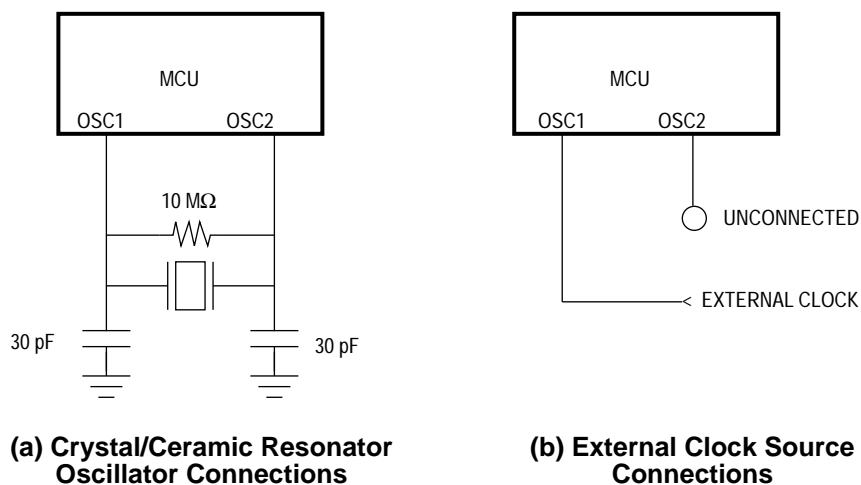 MCU
OSC1
OSC2
10 MΩ
30 pF
30 pF
(a) Crystal/Ceramic Resonator
Oscillator Connections
MCU
OSC1
OSC2
UNCONNECTED
EXTERNAL CLOCK
(b) External Clock Source
Connections